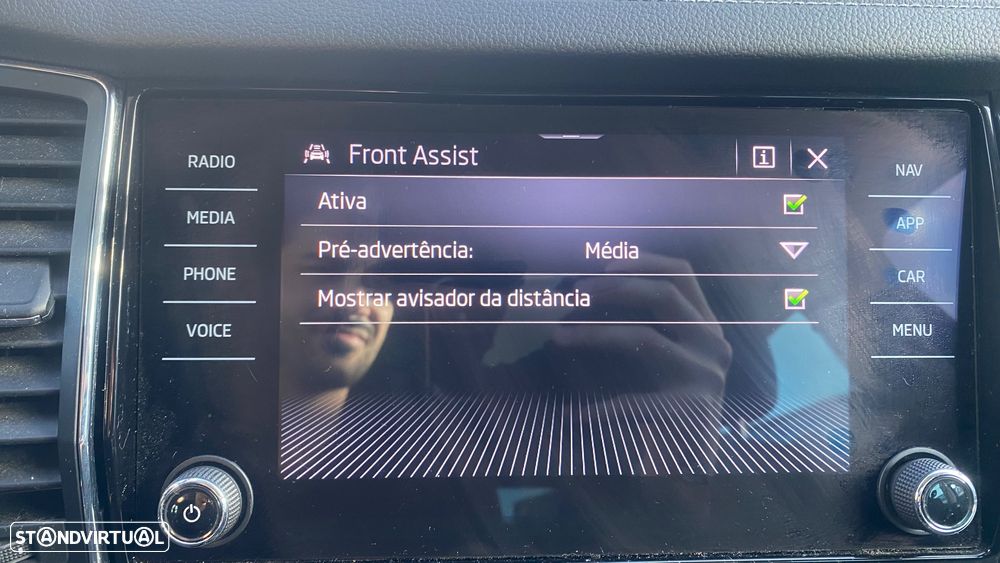 Front Assist
Ativa
Pré-advertência: Média
Mostrar avisador da distância
RADIO
MEDIA
PHONE
VOICE
NAV
APP
CAR
MENU
STANDVIRTUAL